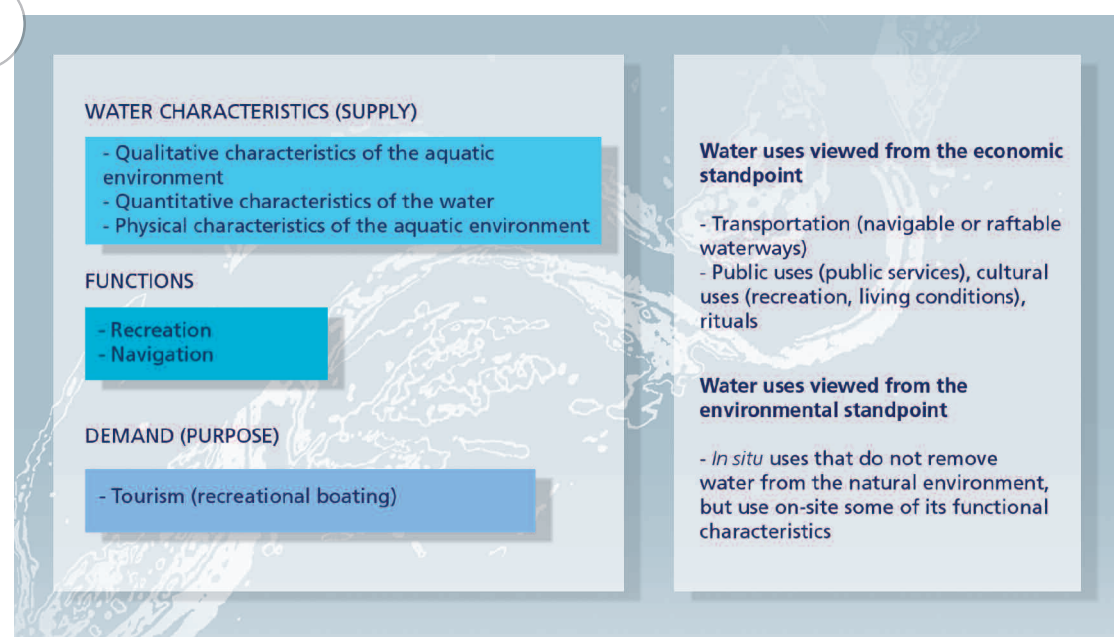 WATER CHARACTERISTICS (SUPPLY)
- Qualitative characteristics of the aquatic
environment
- Quantitative characteristics of the water
- Physical characteristics of the aquatic environment
FUNCTIONS
- Recreation
- Navigation
DEMAND (PURPOSE)
- Tourism (recreational boating)
Water uses viewed from the economic
standpoint
- Transportation (navigable or raftable
waterways)
- Public uses (public services), cultural
uses (recreation, living conditions),
rituals
Water uses viewed from the
environmental standpoint
- In situ uses that do not remove
water from the natural environment,
but use on-site some of its functional
characteristics